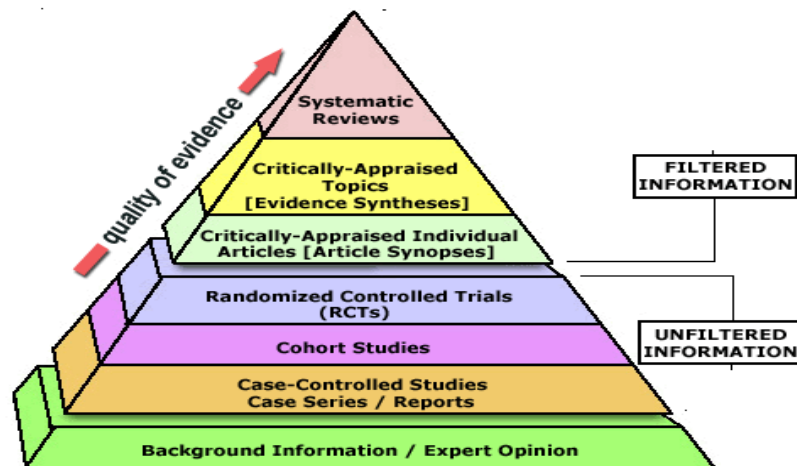 quality of evidence
Systematic
Reviews
Critically-Appraised
Topics
[Evidence Syntheses]
Critically-Appraised Individual
Articles [Article Synopses]
Randomized Controlled Trials
(RCTs)
Cohort Studies
Case-Controlled Studies
Case Series / Reports
Background Information / Expert Opinion
FILTERED
INFORMATION
UNFILTERED
INFORMATION